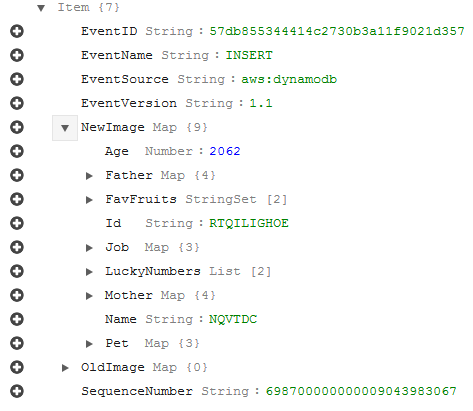 Item {7}
EventID String : 57db855344414c2730b3a11f9021d357
EventName String : INSERT
EventSource String : aws:dynamodb
EventVersion String : 1.1
NewImage Map {9}
Age Number : 2062
Father Map {4}
FavFruits StringSet [2]
Id String : RTQILIGHOE
Job Map {3}
LuckyNumbers List [2]
Mother Map {4}
Name String : NQVTDC
Pet Map {3}
OldImage Map {0}
SequenceNumber String : 698700000000009043983067